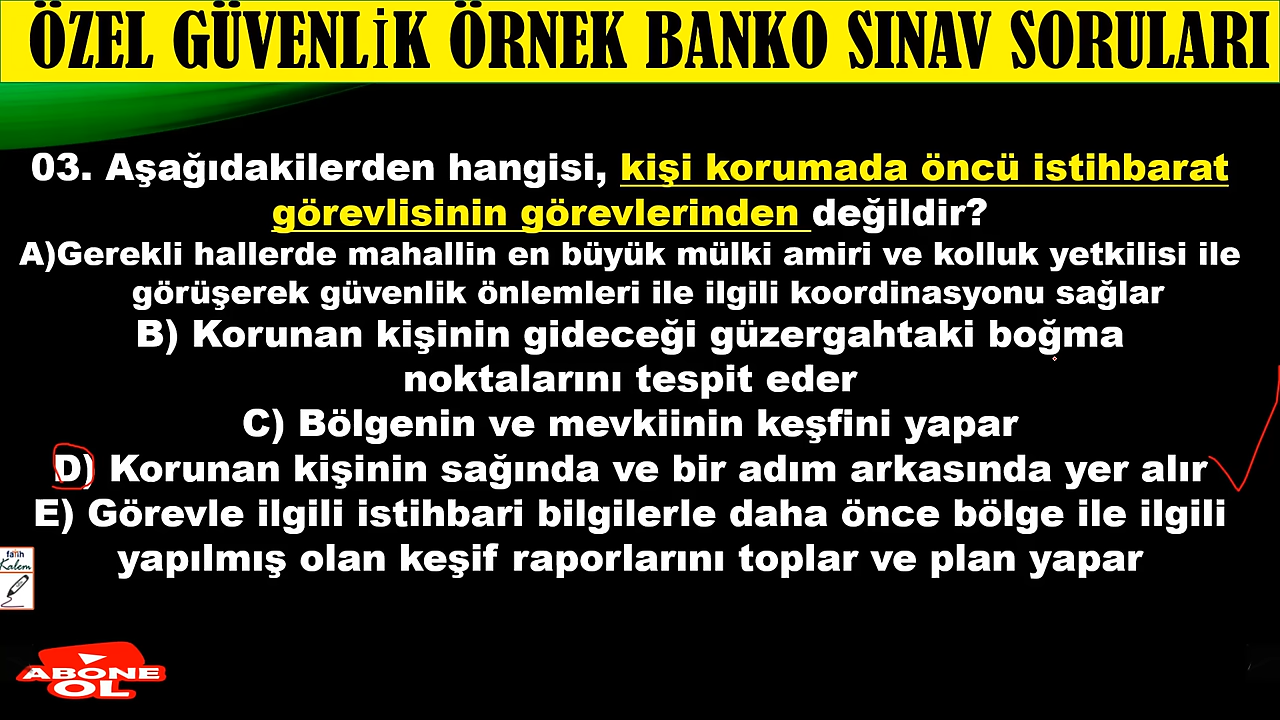 ÖZEL GÜVENLİK ÖRNEK BANKO SINAV SORULARI
03. Aşağıdakilerden hangisi, kişi korumada öncü istihbarat
görevlisinin görevlerinden değildir?
A)Gerekli hallerde mahallin en büyük mülki amiri ve kolluk yetkilisi ile
görüşerek güvenlik önlemleri ile ilgili koordinasyonu sağlar
B) Korunan kişinin gideceği güzergahtaki boğma
noktalarını tespit eder
C) Bölgenin ve mevkiinin keşfini yapar
D) Korunan kişinin sağında ve bir adım arkasında yer alır
E) Görevle ilgili istihbari bilgilerle daha önce bölge ile ilgili
yapılmış olan keşif raporlarını toplar ve plan yapar
fatih
Kalem
ABONE
OL